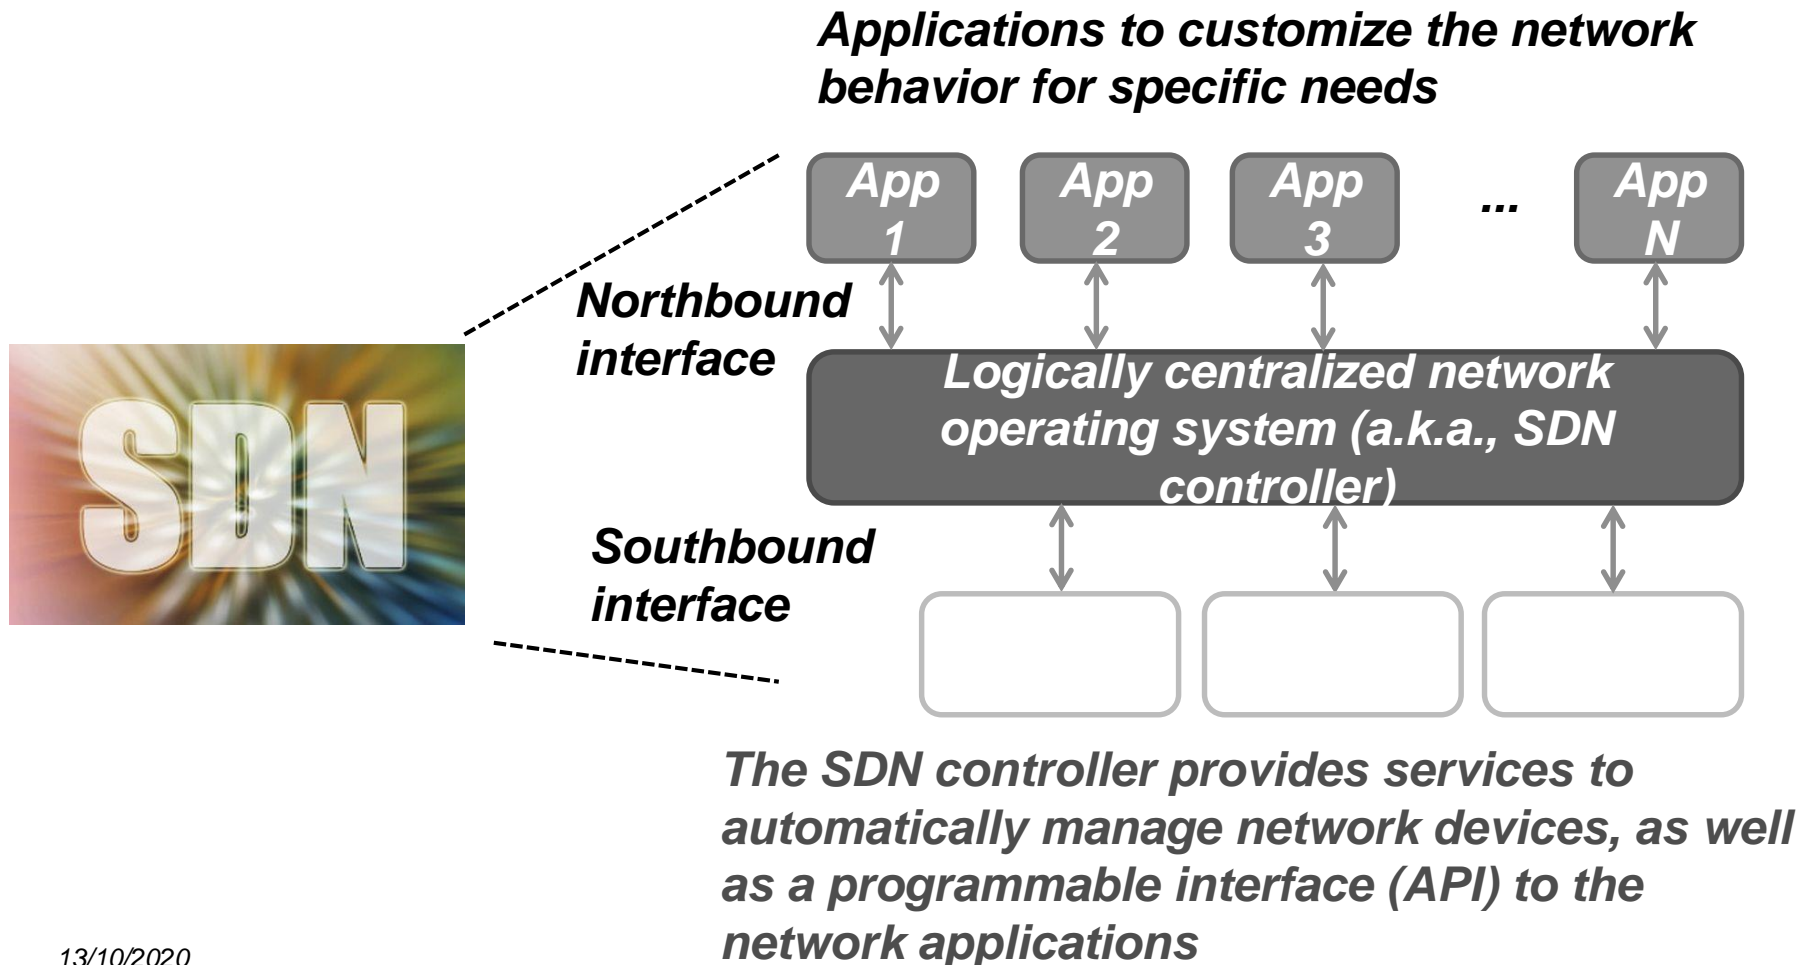 Applications to customize the network
behavior for specific needs
App
1
App
2
App
3
...
App
N
Northbound
interface
Logically centralized network
operating system (a.k.a., SDN
controller)
SDN
Southbound
interface
The SDN controller provides services to
automatically manage network devices, as well
as a programmable interface (API) to the
network applications
13/10/2020